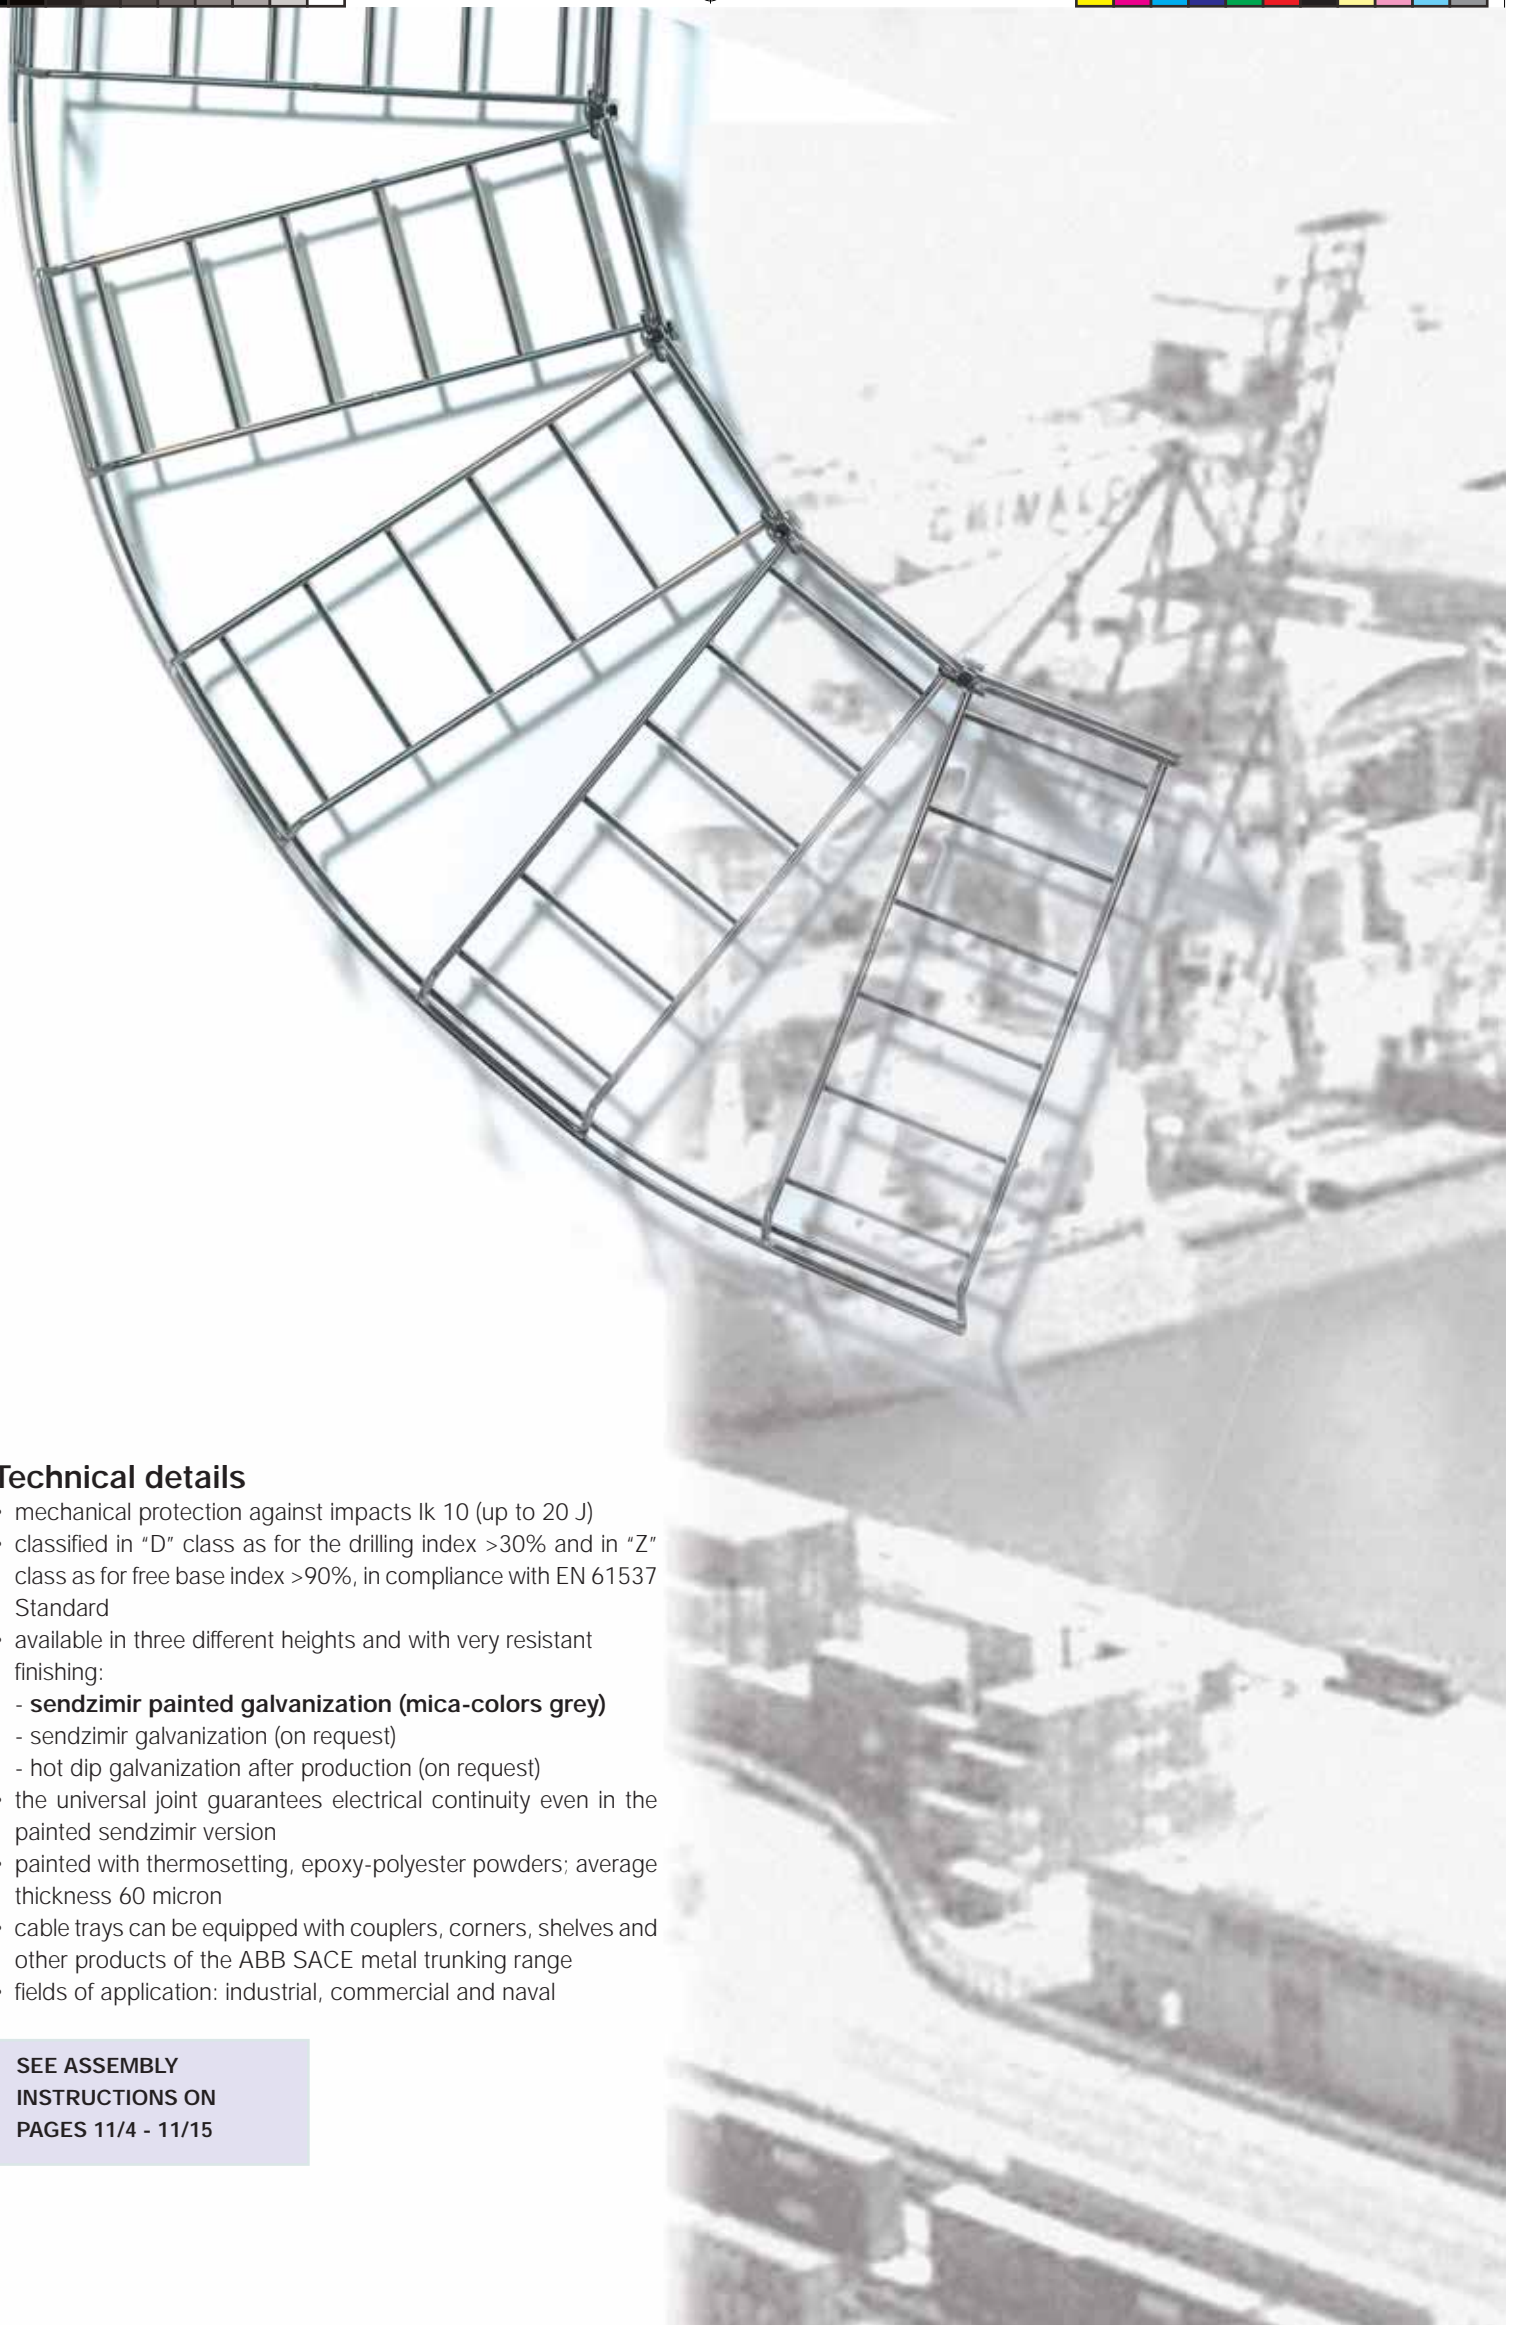 Technical details
• mechanical protection against impacts Ik 10 (up to 20 J)
• classified in “D” class as for the drilling index >30% and in “Z”
class as for free base index >90%, in compliance with EN 61537
Standard
• available in three different heights and with very resistant
finishing:
- sendzimir painted galvanization (mica-colors grey)
- sendzimir galvanization (on request)
- hot dip galvanization after production (on request)
• the universal joint guarantees electrical continuity even in the
painted sendzimir version
• painted with thermosetting, epoxy-polyester powders; average
thickness 60 micron
• cable trays can be equipped with couplers, corners, shelves and
other products of the ABB SACE metal trunking range
• fields of application: industrial, commercial and naval
SEE ASSEMBLY
INSTRUCTIONS ON
PAGES 11/4 - 11/15